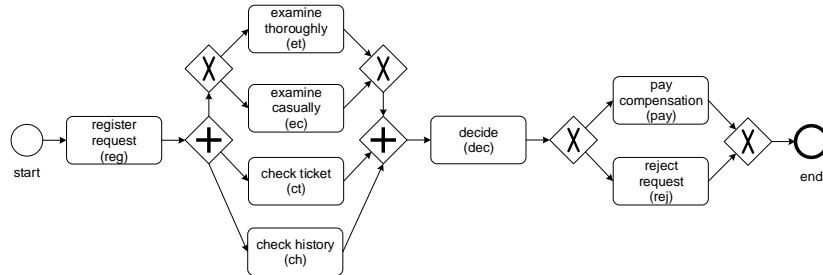 examine
thoroughly
(et)
examine
casually
(ec)
register
request
(reg)
start
check ticket
(ct)
check history
(ch)
decide
(dec)
pay
compensation
(pay)
reject
request
(rej)
end